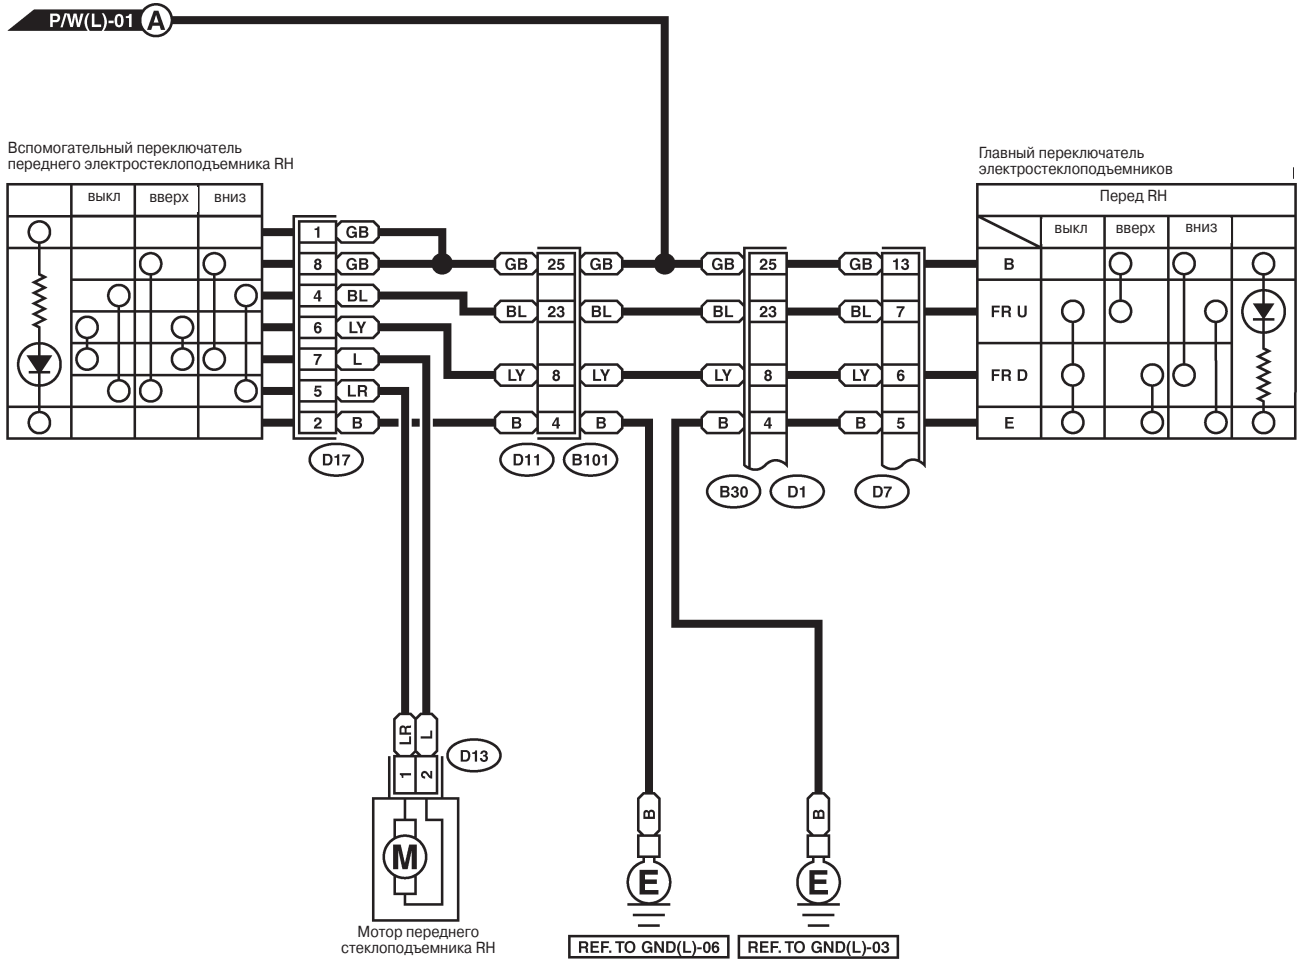 P/W(L)-01 A
Вспомогательный переключатель
переднего электростеклоподъемника RH
выкл вверх вниз
Главный переключатель
электростеклоподъемников
Перед RH
выкл вверх вниз
1 GB
8 GB GB 25 GB GB 25 GB 13 B
4 BL BL 23 BL BL 23 BL 7 FR U
6 LY
7 L LY 8 LY LY 8 LY 6 FR D
5 LR
2 B B 4 B B 4 B 5 E
D17 D11 B101
B30 D1 D7
LR L
D13
1 2
M
B B
E E
Мотор переднего
стеклоподъемника RH
REF. TO GND(L)-06 REF. TO GND(L)-03